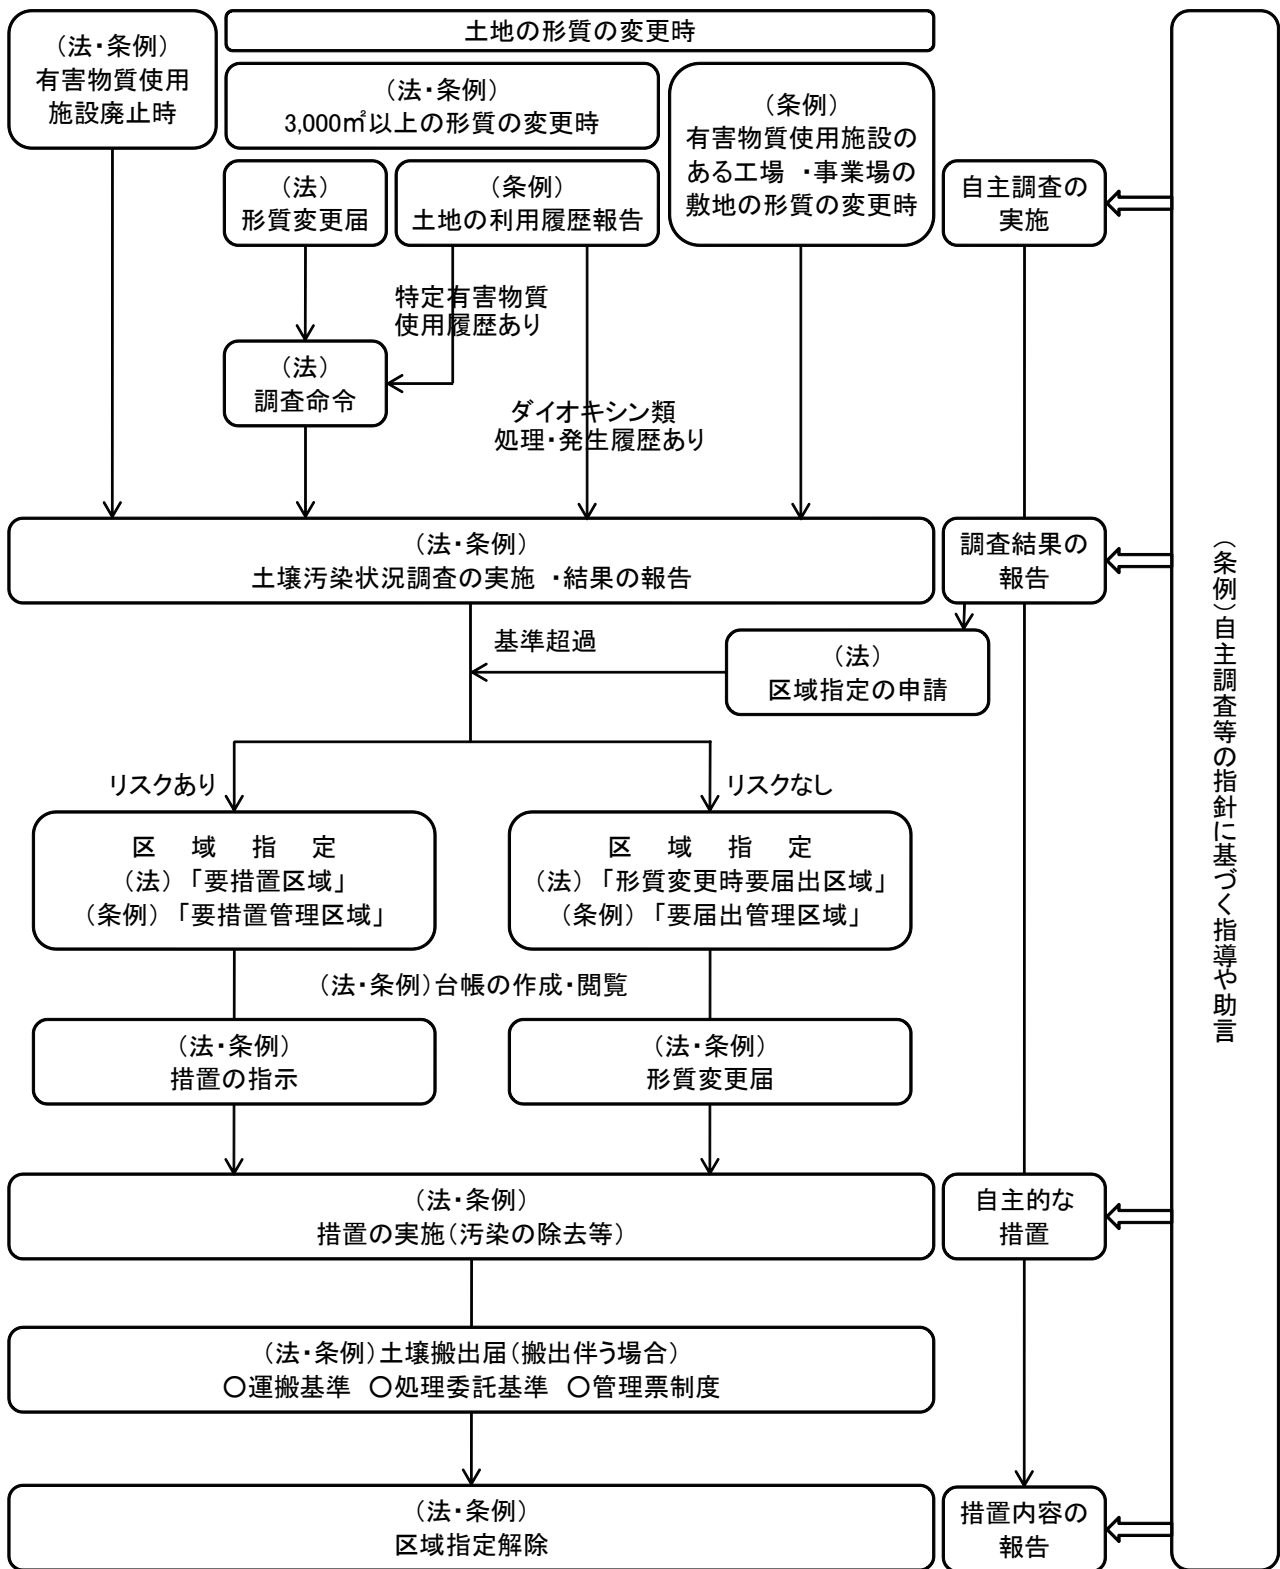 (法・条例)
有害物質使用
施設廃止時
土地の形質の変更時
(法・条例)
3,000㎡以上の形質の変更時
(条例)
有害物質使用施設の
ある工場 ・事業場の
敷地の形質の変更時
(法)
形質変更届
(条例)
土地の利用履歴報告
自主調査の
実施
特定有害物質
使用履歴あり
(法)
調査命令
ダイオキシン類
処理・発生履歴あり
(法・条例)
土壌汚染状況調査の実施 ・結果の報告
調査結果の
報告
基準超過
(法)
区域指定の申請
リスクあり
リスクなし
区 域 指 定
(法)「要措置区域」
(条例)「要措置管理区域」
区 域 指 定
(法)「形質変更時要届出区域」
(条例)「要届出管理区域」
(法・条例)台帳の作成・閲覧
(法・条例)
措置の指示
(法・条例)
形質変更届
(法・条例)
措置の実施(汚染の除去等)
自主的な
措置
(法・条例)土壌搬出届(搬出伴う場合)
○運搬基準 ○処理委託基準 ○管理票制度
(法・条例)
区域指定解除
措置内容の
報告
(条例)自主調査等の指針に基づく指導や助言